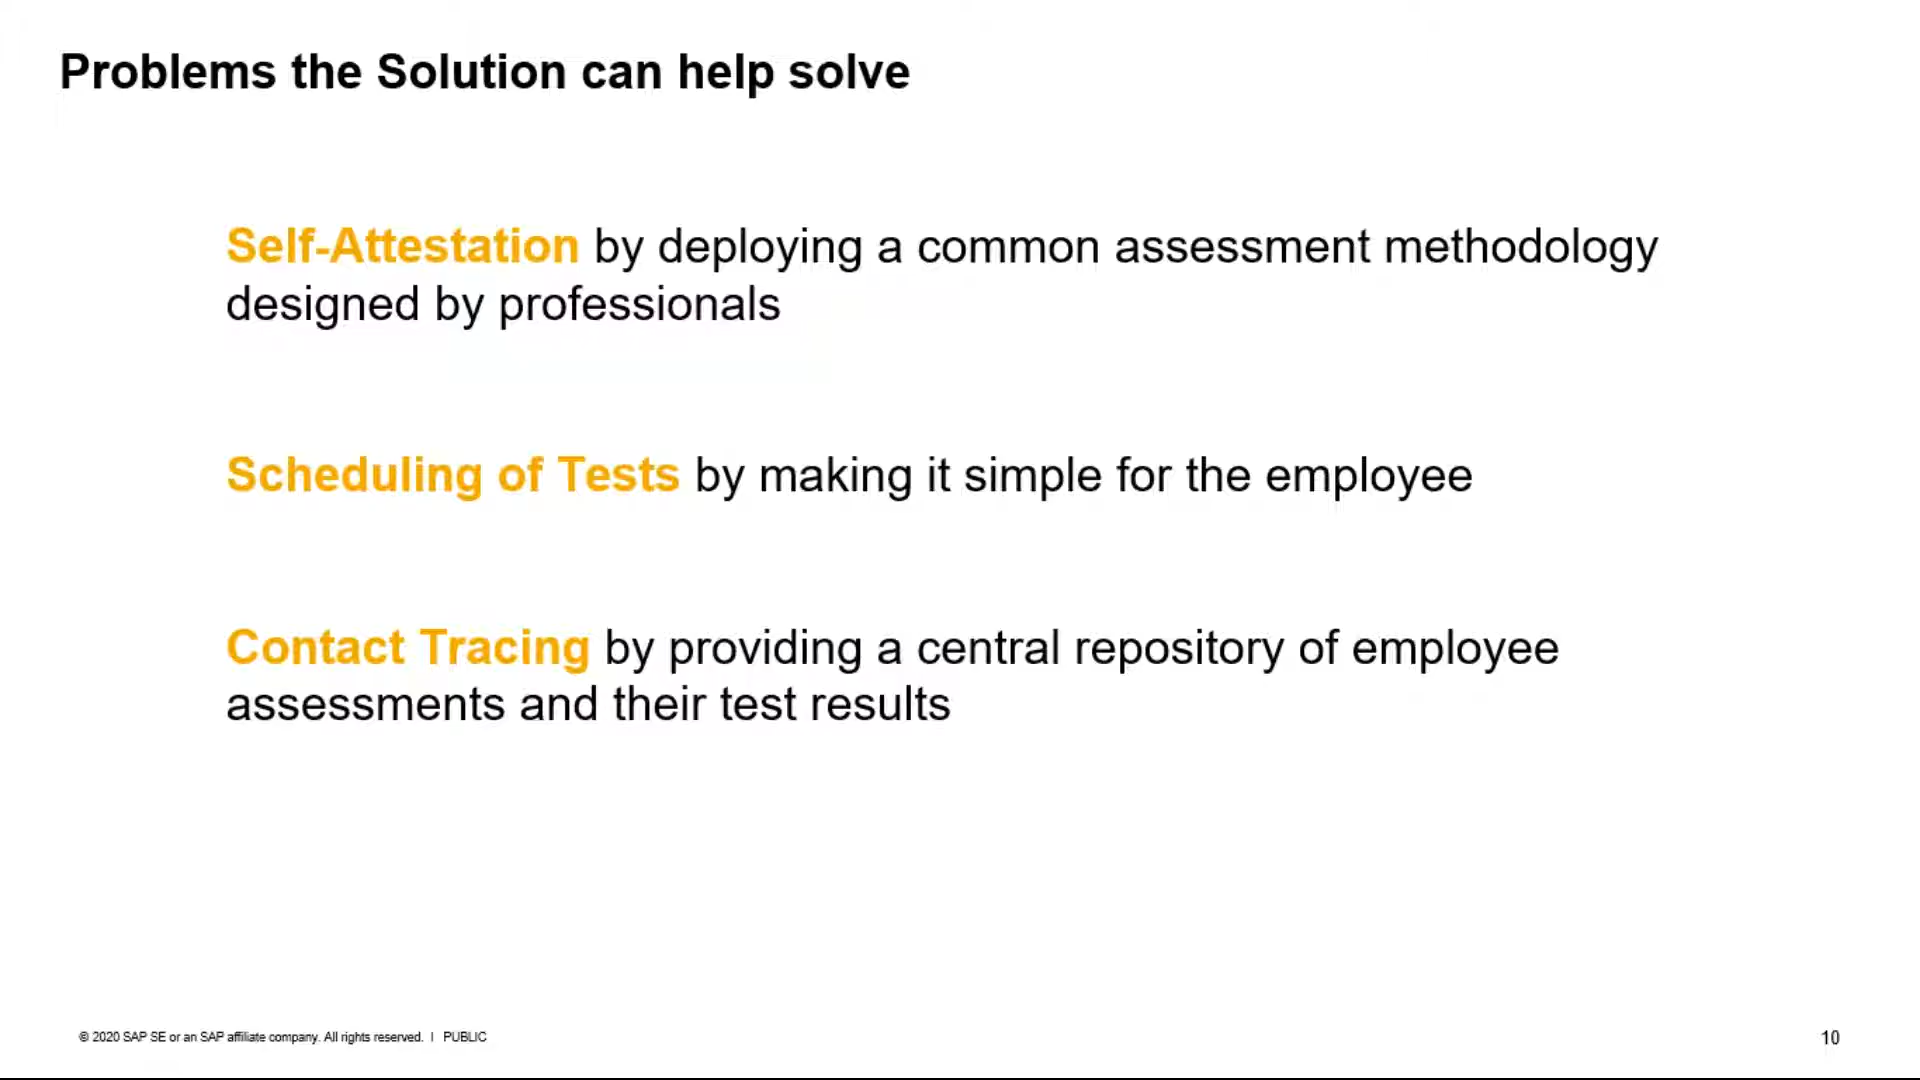 Problems the Solution can help solve
Self-Attestation by deploying a common assessment methodology
designed by professionals
Scheduling of Tests by making it simple for the employee
Contact Tracing by providing a central repository of employee
assessments and their test results
© 2020 SAP SE or an SAP affiliate company. All rights reserved. | PUBLIC
10